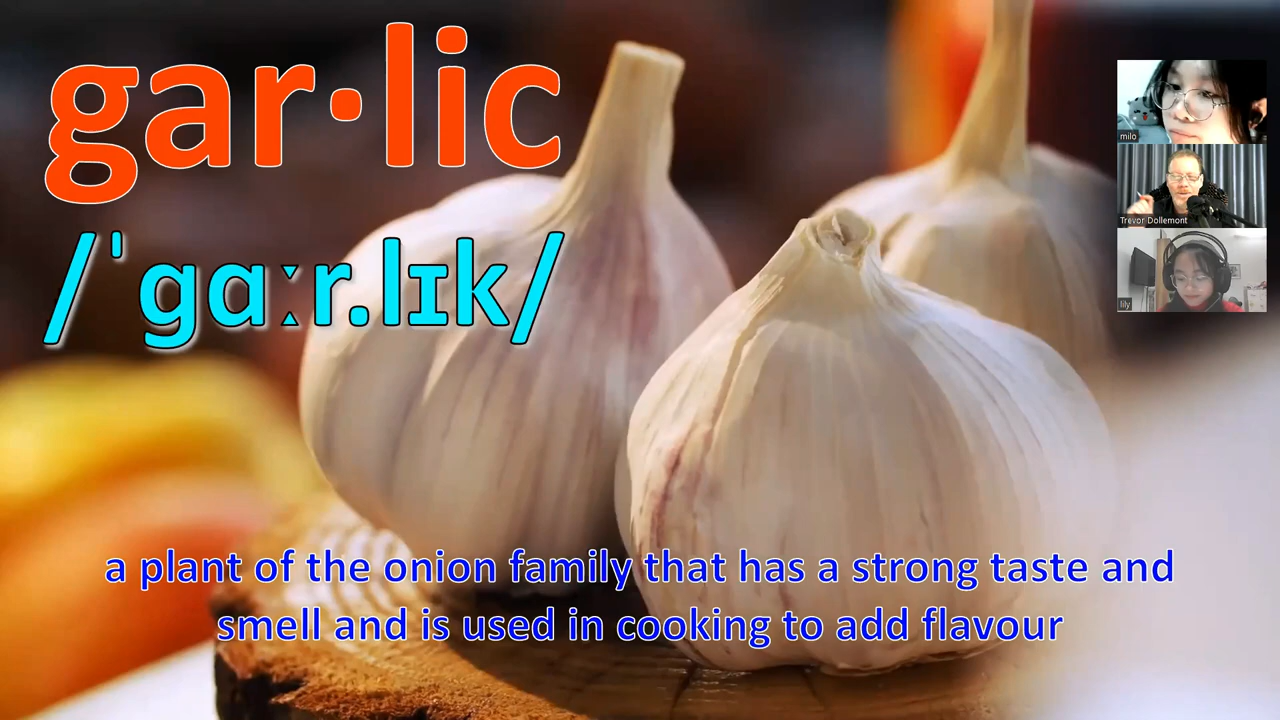 gar·lic
/ˈɡɑːr.lɪk/
a plant of the onion family that has a strong taste and
smell and is used in cooking to add flavour
milo
Trevor Dollemont
lily